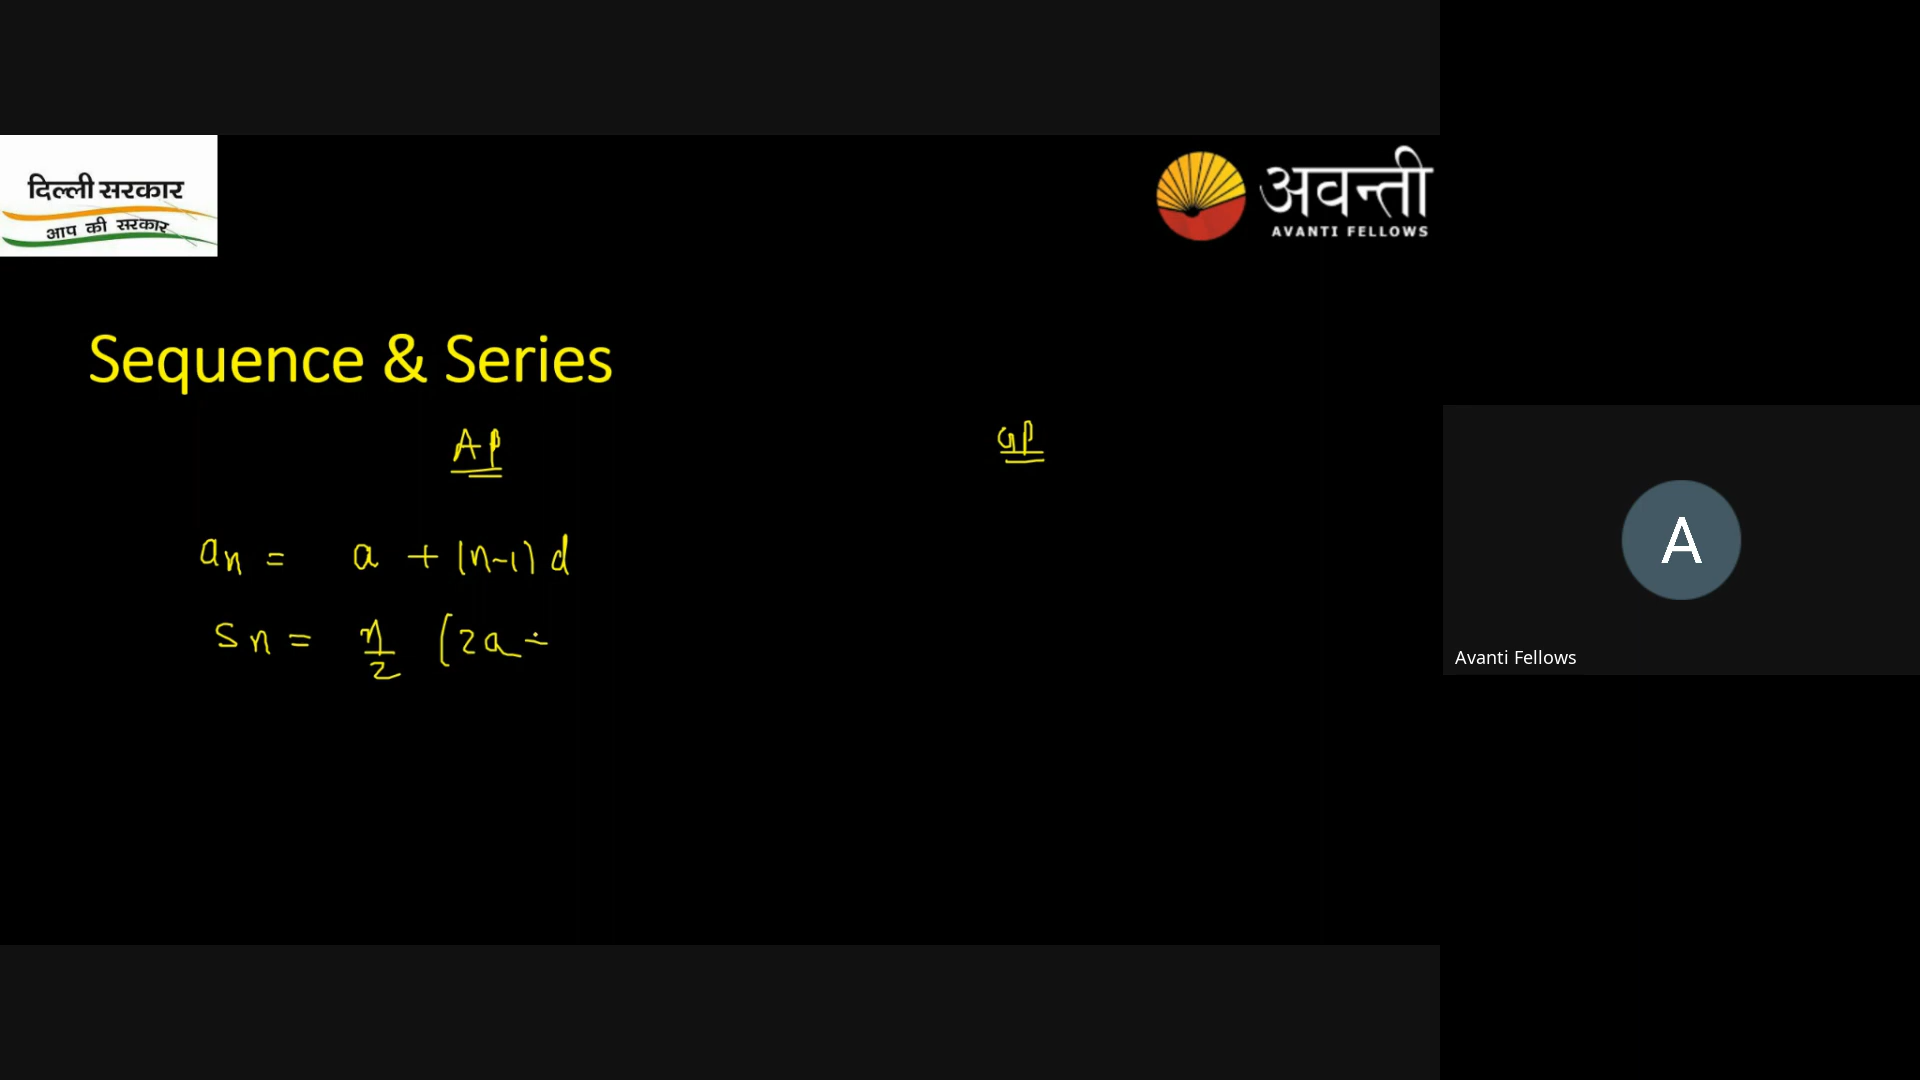 दिल्ली सरकार
आप की सरकार
अवन्ती
AVANTI FELLOWS
Sequence & Series
AP
GP
an = a + (n-1) d
Sn = n/2 (2a +
A
Avanti Fellows